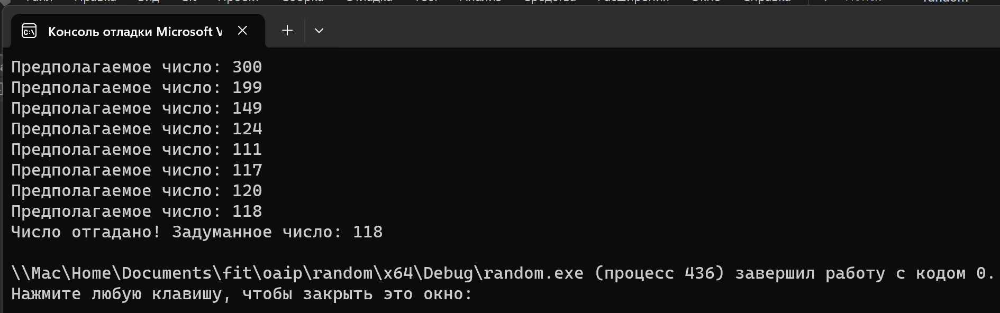 Консоль отладки Microsoft V
Предполагаемое число: 300
Предполагаемое число: 199
Предполагаемое число: 149
Предполагаемое число: 124
Предполагаемое число: 111
Предполагаемое число: 117
Предполагаемое число: 120
Предполагаемое число: 118
Число отгадано! Задуманное число: 118
\\Mac\Home\Documents\fit\oaip\random\x64\Debug\random.exe (процесс 436) завершил работу с кодом 0.
Нажмите любую клавишу, чтобы закрыть это окно: